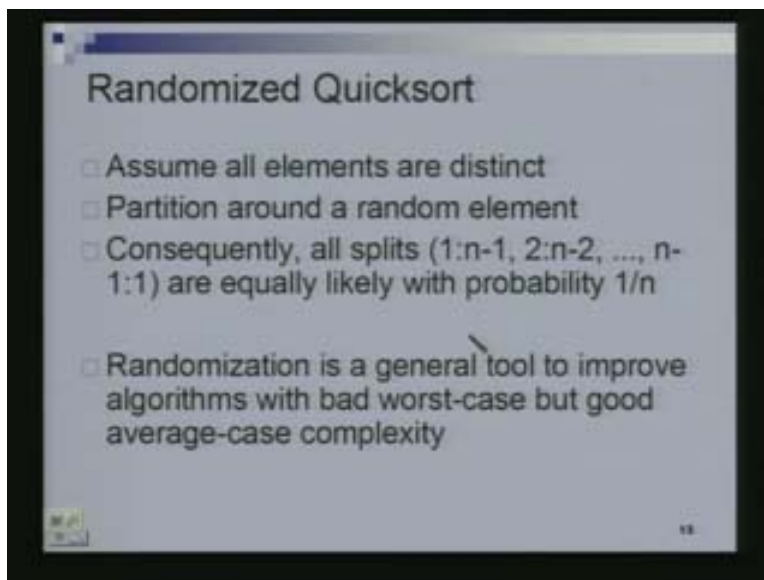 Randomized Quicksort
Assume all elements are distinct
Partition around a random element
Consequently, all splits (1:n-1, 2:n-2, ..., n-
1:1) are equally likely with probability 1/n
Randomization is a general tool to improve
algorithms with bad worst-case but good
average-case complexity